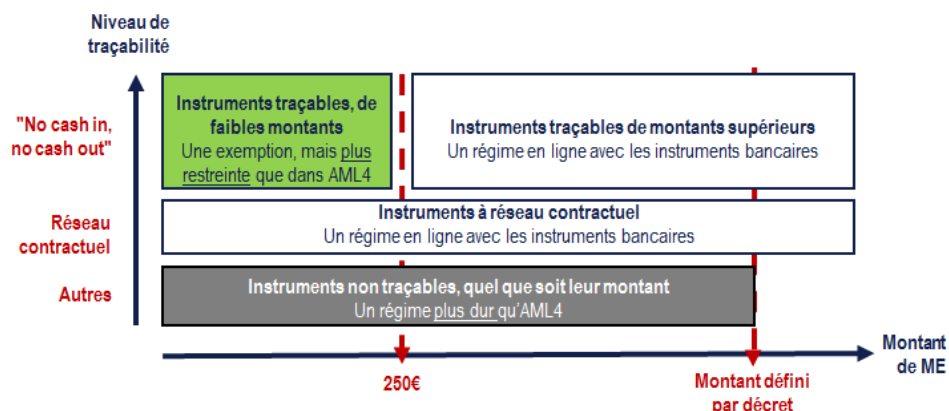 Niveau de
traçabilité
"No cash in,
no cash out"
Instruments traçables, de
faibles montants
Une exemption, mais plus
restreinte que dans AML4
Instruments traçables de montants supérieurs
Un régime en ligne avec les instruments bancaires
Réseau
contractuel
Instruments à réseau contractuel
Un régime en ligne avec les instruments bancaires
Autres
Instruments non traçables, quel que soit leur montant
Un régime plus dur qu'AML4
Montant
de ME
250€
Montant défini
par décret